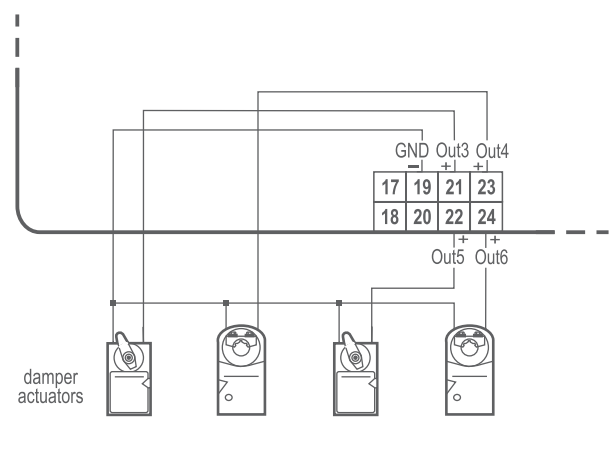 GND Out3 Out4
− + +
17 19 21 23
18 20 22 24
+ +
Out5 Out6
damper
actuators